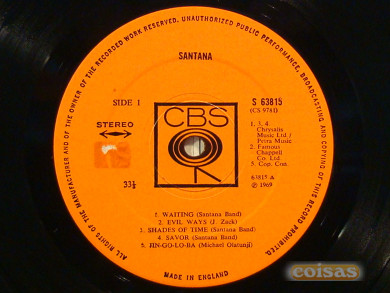 ALL RIGHTS OF THE MANUFACTURER AND OF THE OWNER OF THE RECORDED WORK RESERVED, UNAUTHORIZED PUBLIC PERFORMANCE, BROADCASTING AND COPYING OF THIS RECORD PROHIBITED.
SANTANA
SIDE 1
STEREO
33⅓
CBS
S 63815
(CS 9781)
1, 3, 4.
Chrysalis
Music Ltd./
Petra Music
2. Famous
Chappell
Co. Ltd.
5. Cop. Con.
63815 A
℗ 1969
1 WAITING (Santana Band)
2. EVIL WAYS (J. Zack)
3. SHADES OF TIME (Santana Band)
4. SAVOR (Santana Band)
5. JIN-GO-LO-BA (Michael Olatunji)
MADE IN ENGLAND
coisas